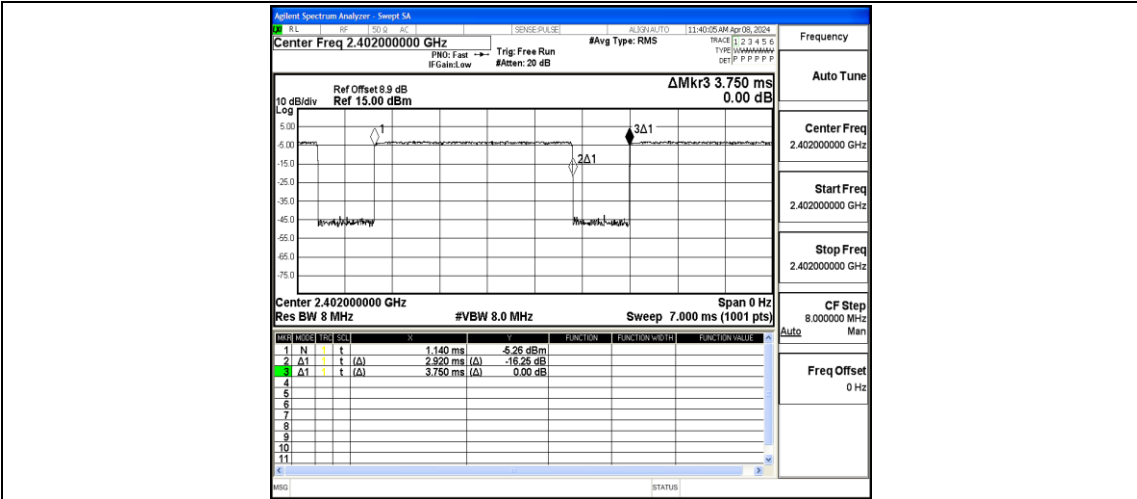 Agilent Spectrum Analyzer - Swept SA
RL RF 50 Ω AC SENSE:PULSE ALIGN AUTO 11:40:05 AM Apr 08, 2024
Center Freq 2.402000000 GHz
PNO: Fast
IFGain:Low
Trig: Free Run
#Atten: 20 dB
#Avg Type: RMS
TRACE 1 2 3 4 5 6
TYPE WWWWWW
DET P P P P P P
Frequency
Auto Tune
Ref Offset 8.9 dB
10 dB/div Ref 15.00 dBm
Log
ΔMkr3 3.750 ms
0.00 dB
5.00
-5.00
-15.0
-25.0
-35.0
-45.0
-55.0
-65.0
-75.0
1
2Δ1
3Δ1
Center Freq
2.402000000 GHz
Start Freq
2.402000000 GHz
Stop Freq
2.402000000 GHz
Center 2.402000000 GHz Span 0 Hz
Res BW 8 MHz #VBW 8.0 MHz Sweep 7.000 ms (1001 pts)
CF Step
8.000000 MHz
Auto Man
Freq Offset
0 Hz
MKR MODE TRC SCL X Y FUNCTION FUNCTION WIDTH FUNCTION VALUE
1 N 1 t 1.140 ms -5.26 dBm
2 Δ1 1 t (Δ) 2.920 ms (Δ) -16.25 dB
3 Δ1 1 t (Δ) 3.750 ms (Δ) 0.00 dB
4
5
6
7
8
9
10
11
MSG STATUS